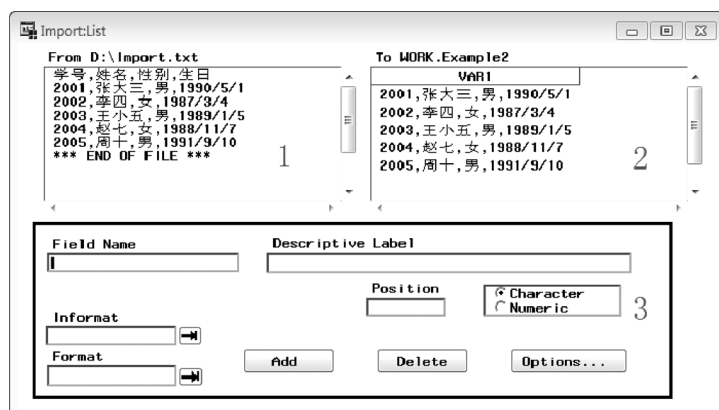 Import:List
From D:\Import.txt
学号,姓名,性别,生日
2001,张大三,男,1990/5/1
2002,李四,女,1987/3/4
2003,王小五,男,1989/1/5
2004,赵七,女,1988/11/7
2005,周十,男,1991/9/10
*** END OF FILE ***
1
To WORK.Example2
VAR1
2001,张大三,男,1990/5/1
2002,李四,女,1987/3/4
2003,王小五,男,1989/1/5
2004,赵七,女,1988/11/7
2005,周十,男,1991/9/10
2
Field Name
Descriptive Label
Position
Character
Numeric
3
Informat
Format
Add
Delete
Options...